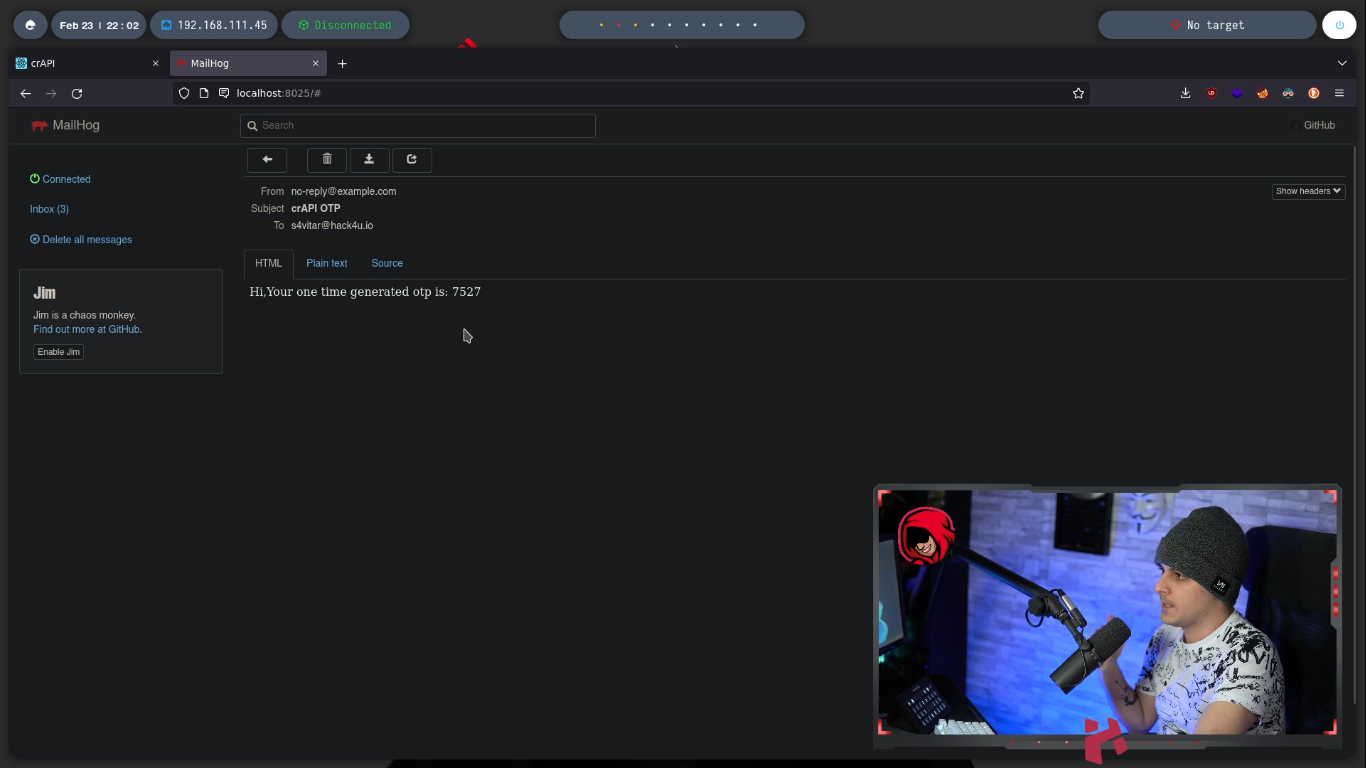 Feb 23 | 22:02
192.168.111.45
Disconnected
No target
crAPI
MailHog
localhost:8025/#
MailHog
Search
GitHub
Connected
Inbox (3)
Delete all messages
Jim
Jim is a chaos monkey.
Find out more at GitHub.
Enable Jim
From no-reply@example.com
Subject crAPI OTP
To s4vitar@hack4u.io
Show headers
HTML
Plain text
Source
Hi,Your one time generated otp is: 7527